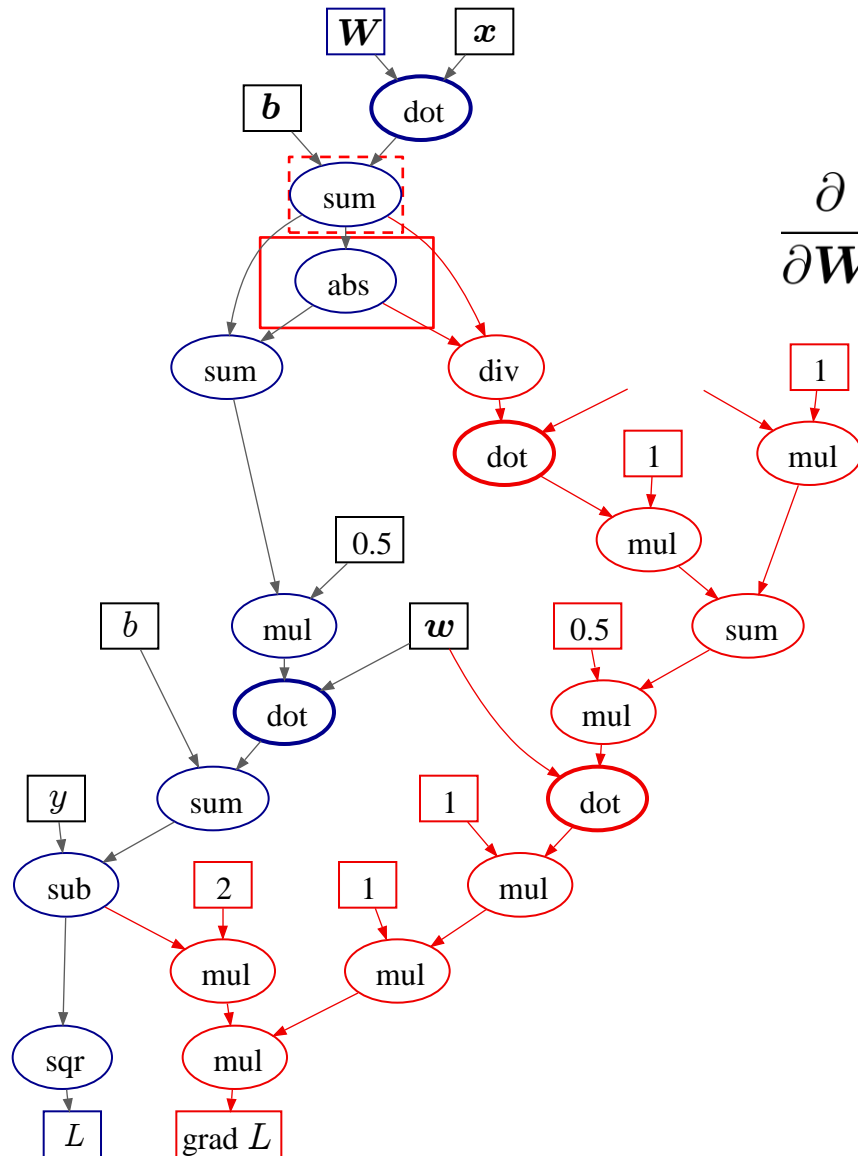 W x
b dot
sum
∂
∂W
abs
sum div 1
dot 1 mul
mul
0.5
mul b w 0.5 sum
dot mul
sum y 1 dot
sub 2 1 mul
mul mul
sqr mul
L grad L